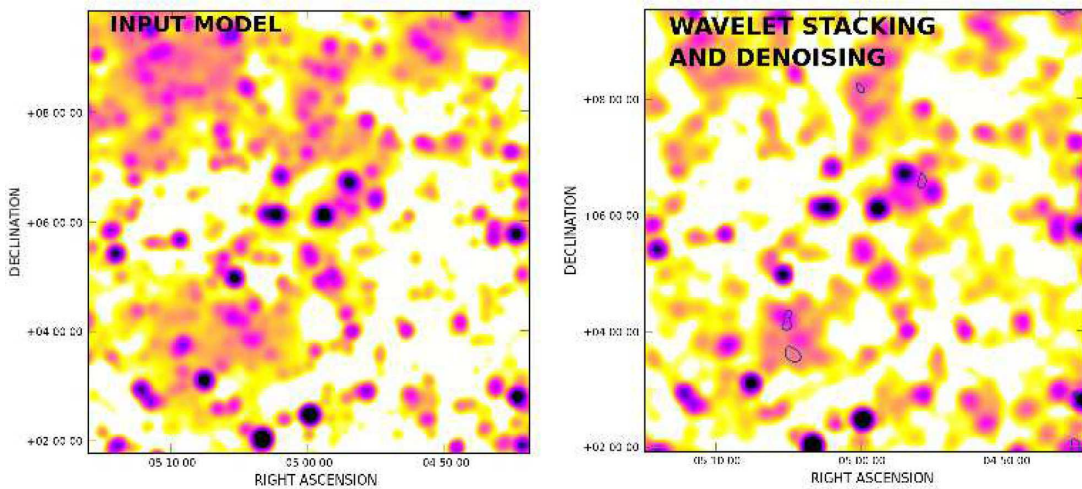 INPUT MODEL
+08 00 00
+06 00 00
+04 00 00
+02 00 00
DECLINATION
05 10 00
05 00 00
04 50 00
RIGHT ASCENSION
WAVELET STACKING
AND DENOISING
+08 00 00
+06 00 00
+04 00 00
+02 00 00
DECLINATION
05 10 00
05 00 00
04 50 00
RIGHT ASCENSION